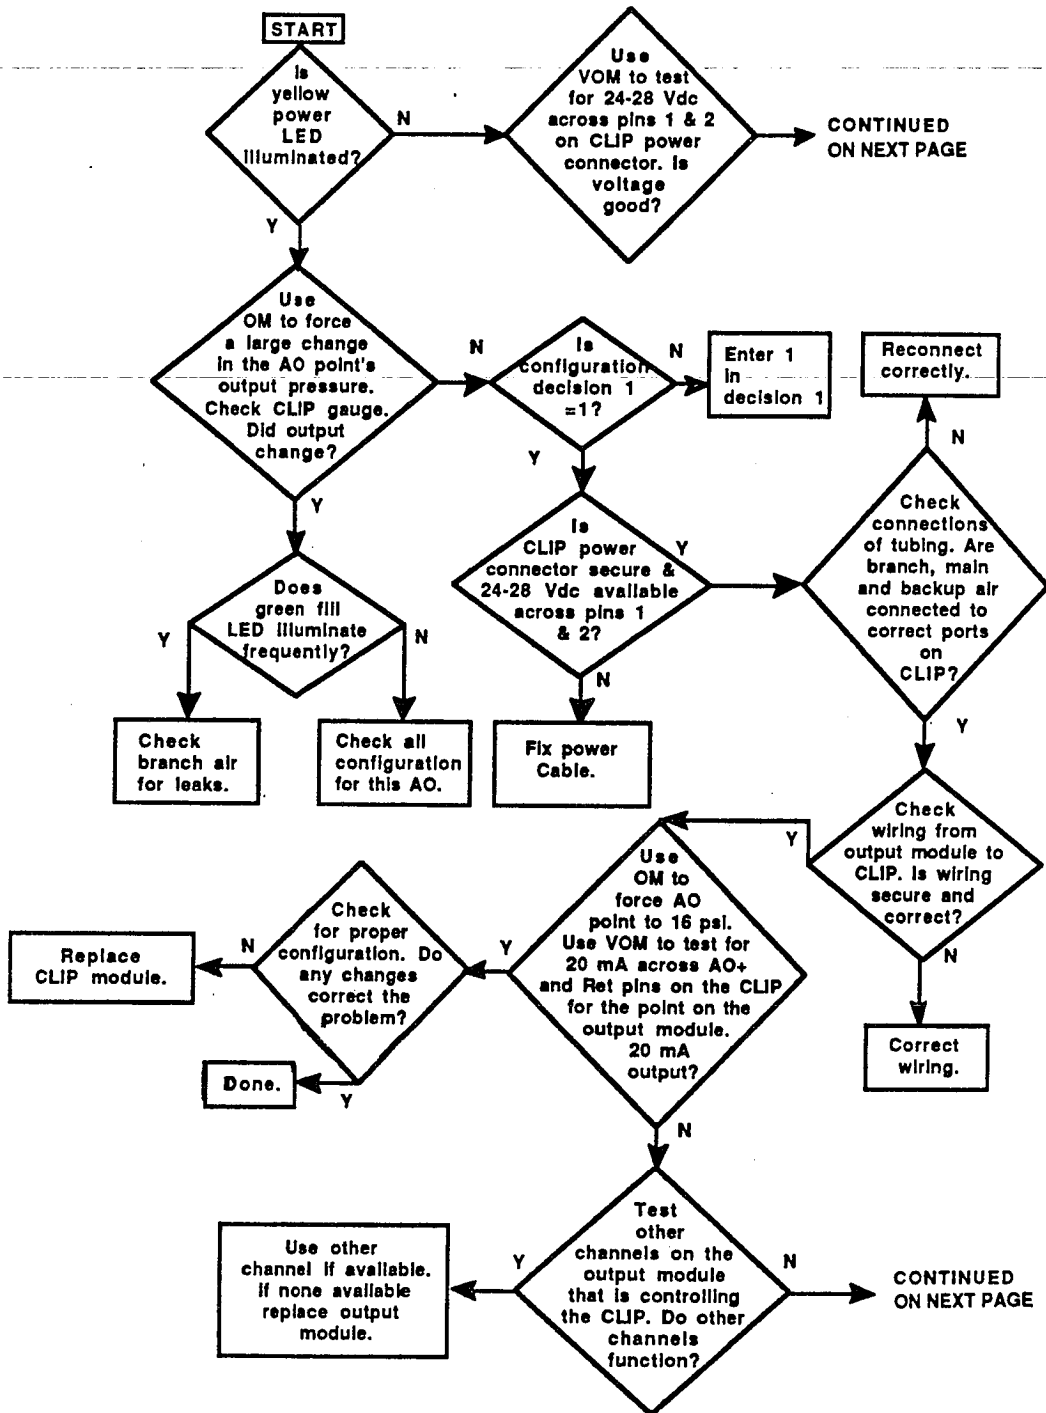 START
Is
yellow
power
LED
illuminated?
N
Y
Use
VOM to test
for 24-28 Vdc
across pins 1 & 2
on CLIP power
connector. Is
voltage
good?
CONTINUED
ON NEXT PAGE
Use
OM to force
a large change
in the AO point's
output pressure.
Check CLIP gauge.
Did output
change?
N
Y
Is
configuration
decision 1
=1?
N
Y
Enter 1
in
decision 1
Reconnect
correctly.
N
Check
connections
of tubing. Are
branch, main
and backup air
connected to
correct ports
on
CLIP?
Y
Is
CLIP power
connector secure &
24-28 Vdc available
across pins 1
& 2?
Y
N
Does
green fill
LED illuminate
frequently?
Y
N
Check
branch air
for leaks.
Check all
configuration
for this AO.
Fix power
Cable.
Check
wiring from
output module to
CLIP. Is wiring
secure and
correct?
Y
N
Correct
wiring.
Use
OM to
force AO
point to 16 psi.
Use VOM to test for
20 mA across AO+
and Ret pins on the CLIP
for the point on the
output module.
20 mA
output?
Y
N
Check
for proper
configuration. Do
any changes
correct the
problem?
N
Y
Replace
CLIP module.
Done.
Test
other
channels on the
output module
that is controlling
the CLIP. Do other
channels
function?
Y
N
Use other
channel if available.
If none available
replace output
module.
CONTINUED
ON NEXT PAGE